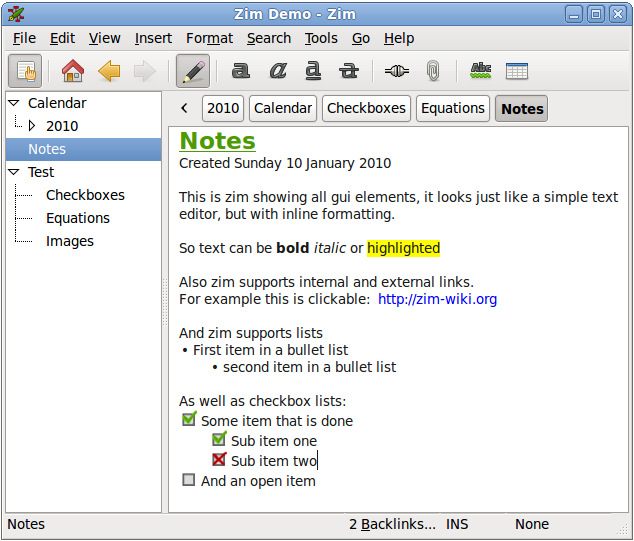 Zim Demo - Zim
File Edit View Insert Format Search Tools Go Help
a a a a Abc
Calendar
2010
Notes
Test
Checkboxes
Equations
Images
2010 Calendar Checkboxes Equations Notes
Notes
Created Sunday 10 January 2010
This is zim showing all gui elements, it looks just like a simple text
editor, but with inline formatting.
So text can be bold italic or highlighted
Also zim supports internal and external links.
For example this is clickable: http://zim-wiki.org
And zim supports lists
• First item in a bullet list
• second item in a bullet list
As well as checkbox lists:
Some item that is done
Sub item one
Sub item two
And an open item
Notes 2 Backlinks... INS None